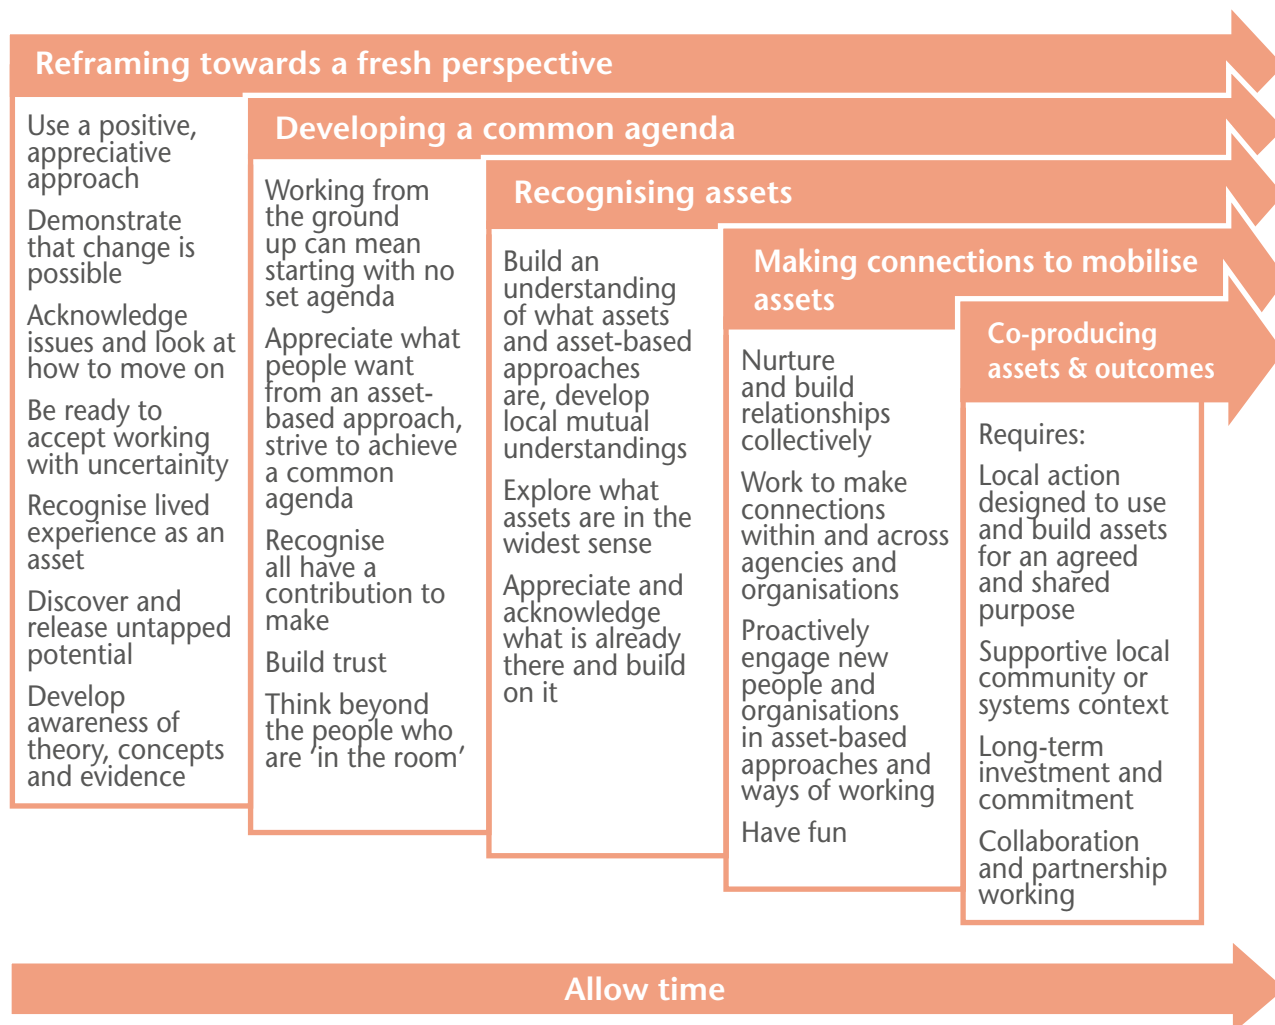 Reframing towards a fresh perspective
Use a positive,
appreciative
approach
Demonstrate
that change is
possible
Acknowledge
issues and look at
how to move on
Be ready to
accept working
with uncertainity
Recognise lived
experience as an
asset
Discover and
release untapped
potential
Develop
awareness of
theory, concepts
and evidence
Developing a common agenda
Working from
the ground
up can mean
starting with no
set agenda
Appreciate what
people want
from an asset-
based approach,
strive to achieve
a common
agenda
Recognise
all have a
contribution to
make
Build trust
Think beyond
the people who
are 'in the room'
Recognising assets
Build an
understanding
of what assets
and asset-based
approaches
are, develop
local mutual
understandings
Explore what
assets are in the
widest sense
Appreciate and
acknowledge
what is already
there and build
on it
Making connections to mobilise
assets
Nurture
and build
relationships
collectively
Work to make
connections
within and across
agencies and
organisations
Proactively
engage new
people and
organisations
in asset-based
approaches and
ways of working
Have fun
Co-producing
assets & outcomes
Requires:
Local action
designed to use
and build assets
for an agreed
and shared
purpose
Supportive local
community or
systems context
Long-term
investment and
commitment
Collaboration
and partnership
working
Allow time